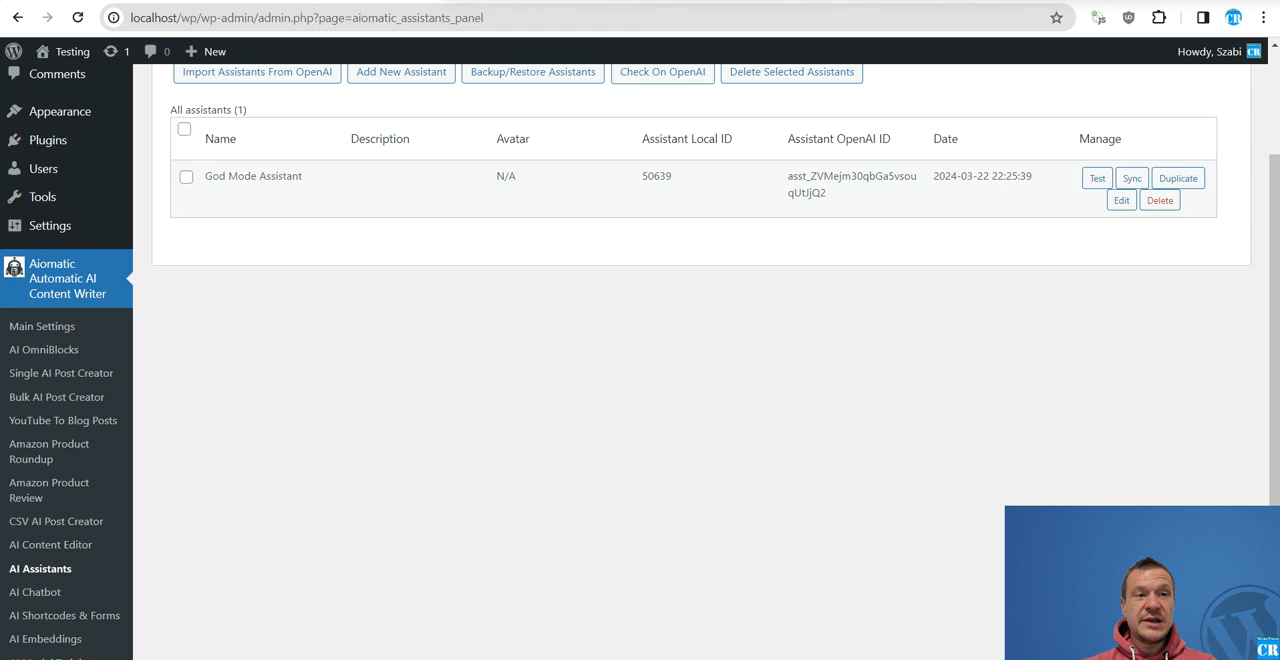 localhost/wp/wp-admin/admin.php?page=aiomatic_assistants_panel
Testing
1
0
New
Howdy, Szabi
CR
Comments
Appearance
Plugins
Users
Tools
Settings
Aiomatic
Automatic AI
Content Writer
Main Settings
AI OmniBlocks
Single AI Post Creator
Bulk AI Post Creator
YouTube To Blog Posts
Amazon Product
Roundup
Amazon Product
Review
CSV AI Post Creator
AI Content Editor
AI Assistants
AI Chatbot
AI Shortcodes & Forms
AI Embeddings
Import Assistants From OpenAI
Add New Assistant
Backup/Restore Assistants
Check On OpenAI
Delete Selected Assistants
All assistants (1)
Name Description Avatar Assistant Local ID Assistant OpenAI ID Date Manage
God Mode Assistant N/A 50639 asst_ZVMejm30qbGa5vsou
qUtJjQ2
2024-03-22 22:25:39
Test Sync Duplicate
Edit Delete
CR